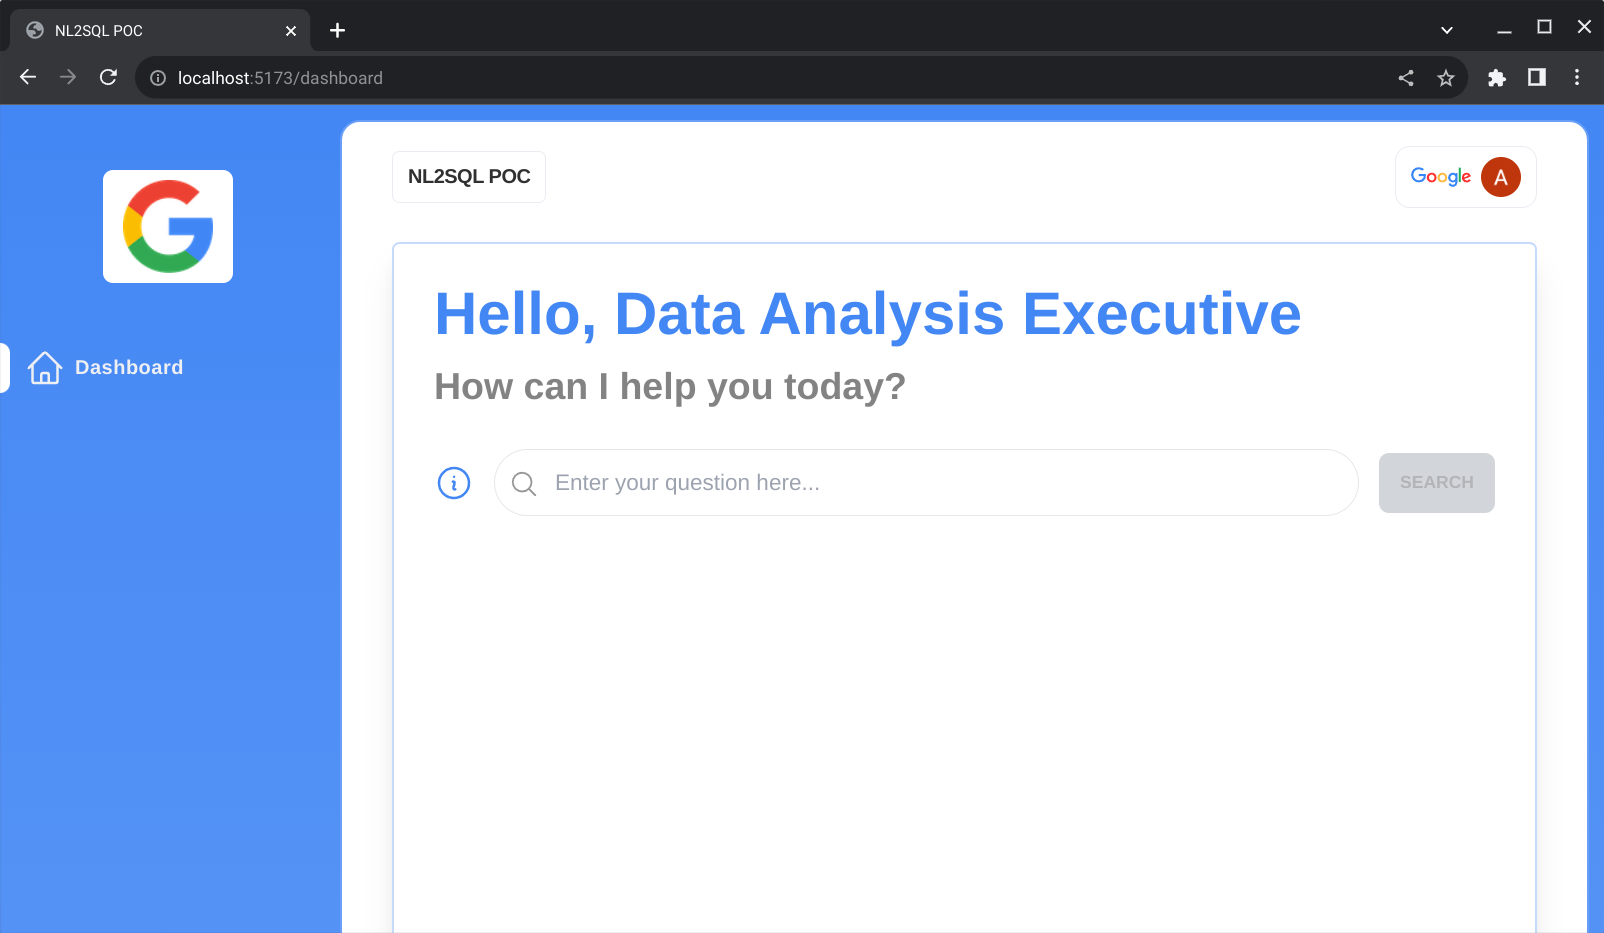 NL2SQL POC
localhost:5173/dashboard
NL2SQL POC
Google A
Dashboard
Hello, Data Analysis Executive
How can I help you today?
Enter your question here...
SEARCH